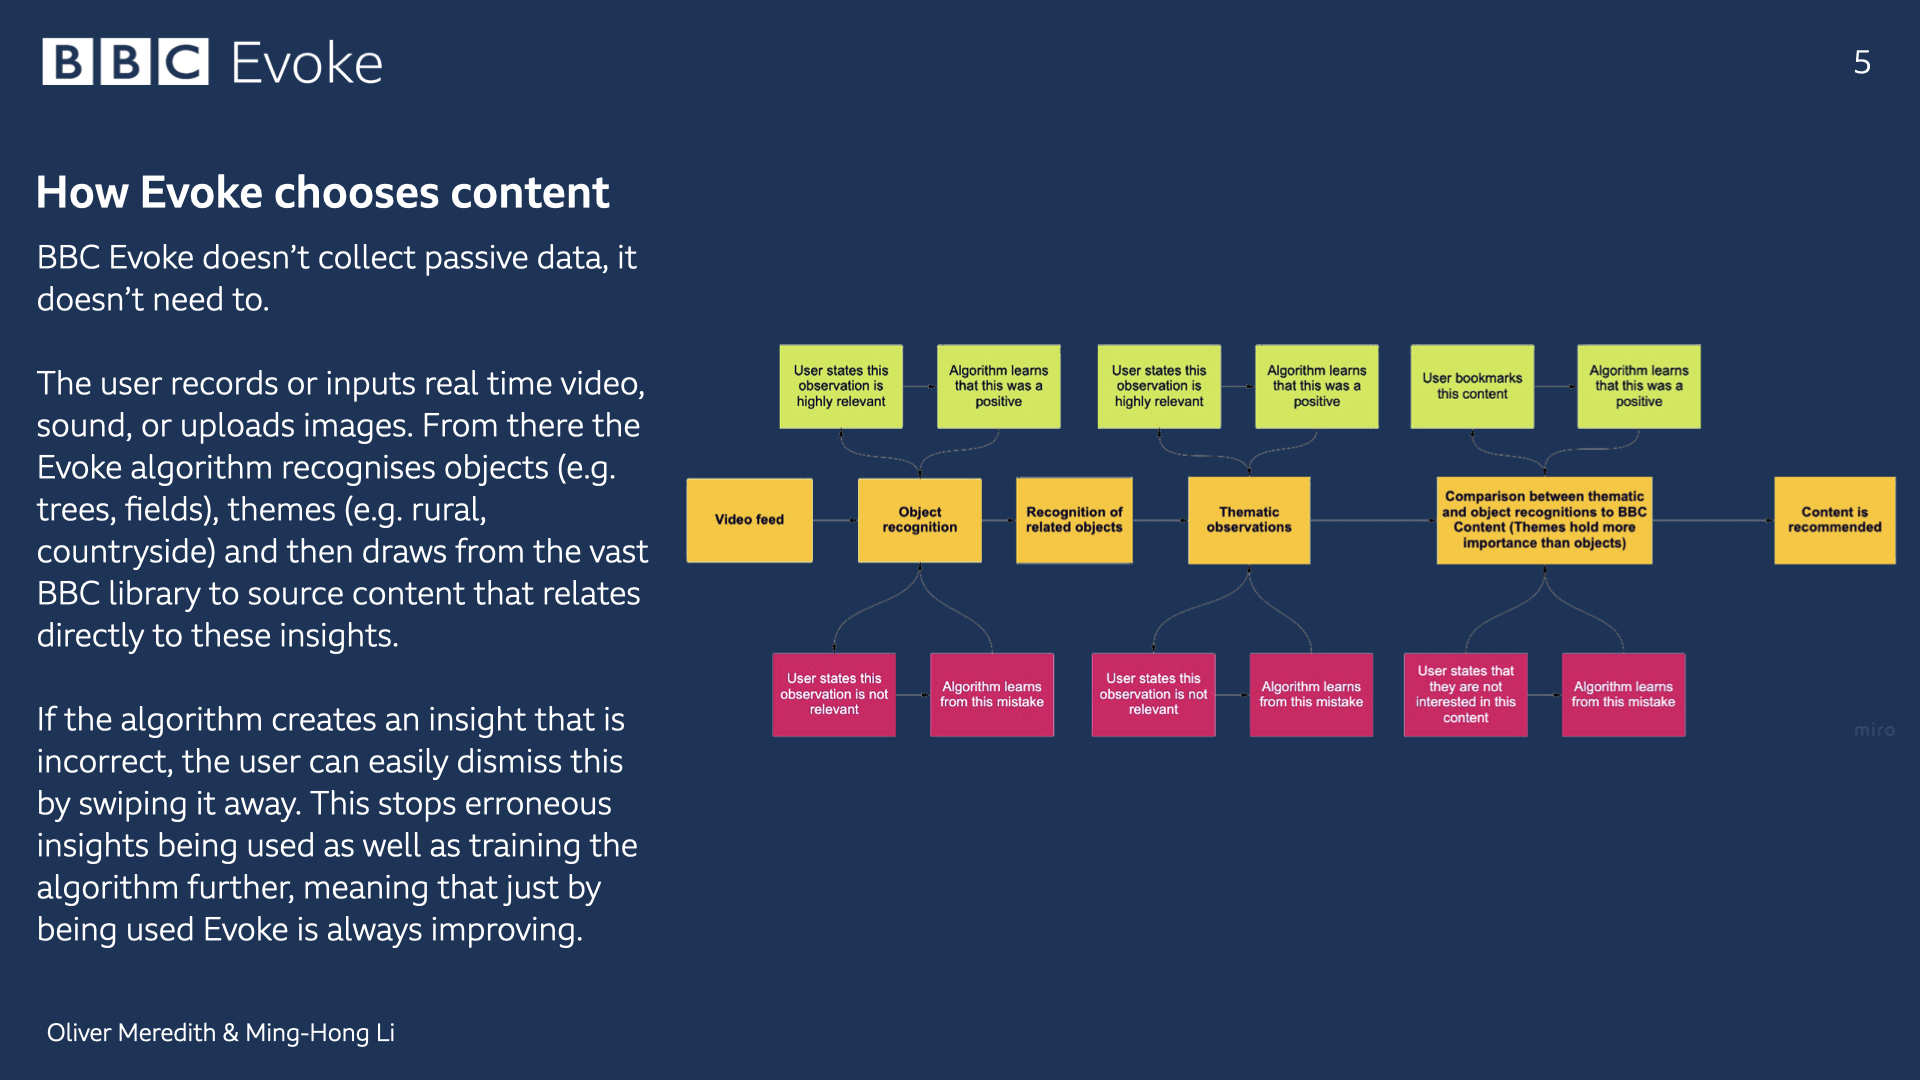 BBC Evoke
5
How Evoke chooses content
BBC Evoke doesn’t collect passive data, it
doesn’t need to.
The user records or inputs real time video,
sound, or uploads images. From there the
Evoke algorithm recognises objects (e.g.
trees, fields), themes (e.g. rural,
countryside) and then draws from the vast
BBC library to source content that relates
directly to these insights.
If the algorithm creates an insight that is
incorrect, the user can easily dismiss this
by swiping it away. This stops erroneous
insights being used as well as training the
algorithm further, meaning that just by
being used Evoke is always improving.
User states this
observation is
highly relevant
Algorithm learns
that this was a
positive
User states this
observation is
highly relevant
Algorithm learns
that this was a
positive
User bookmarks
this content
Algorithm learns
that this was a
positive
Video feed
Object
recognition
Recognition of
related objects
Thematic
observations
Comparison between thematic
and object recognitions to BBC
Content (Themes hold more
importance than objects)
Content is
recommended
User states this
observation is not
relevant
Algorithm learns
from this mistake
User states this
observation is not
relevant
Algorithm learns
from this mistake
User states that
they are not
interested in this
content
Algorithm learns
from this mistake
miro
Oliver Meredith & Ming-Hong Li